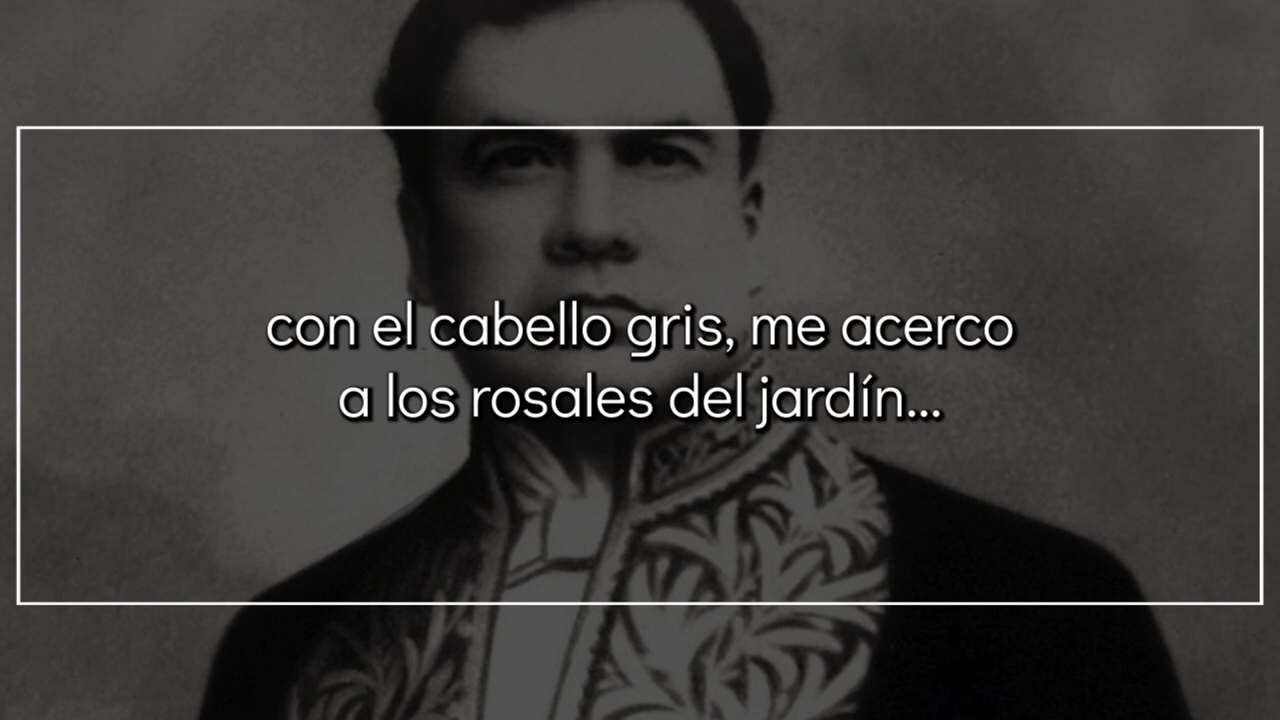 con el cabello gris, me acerco
a los rosales del jardín...